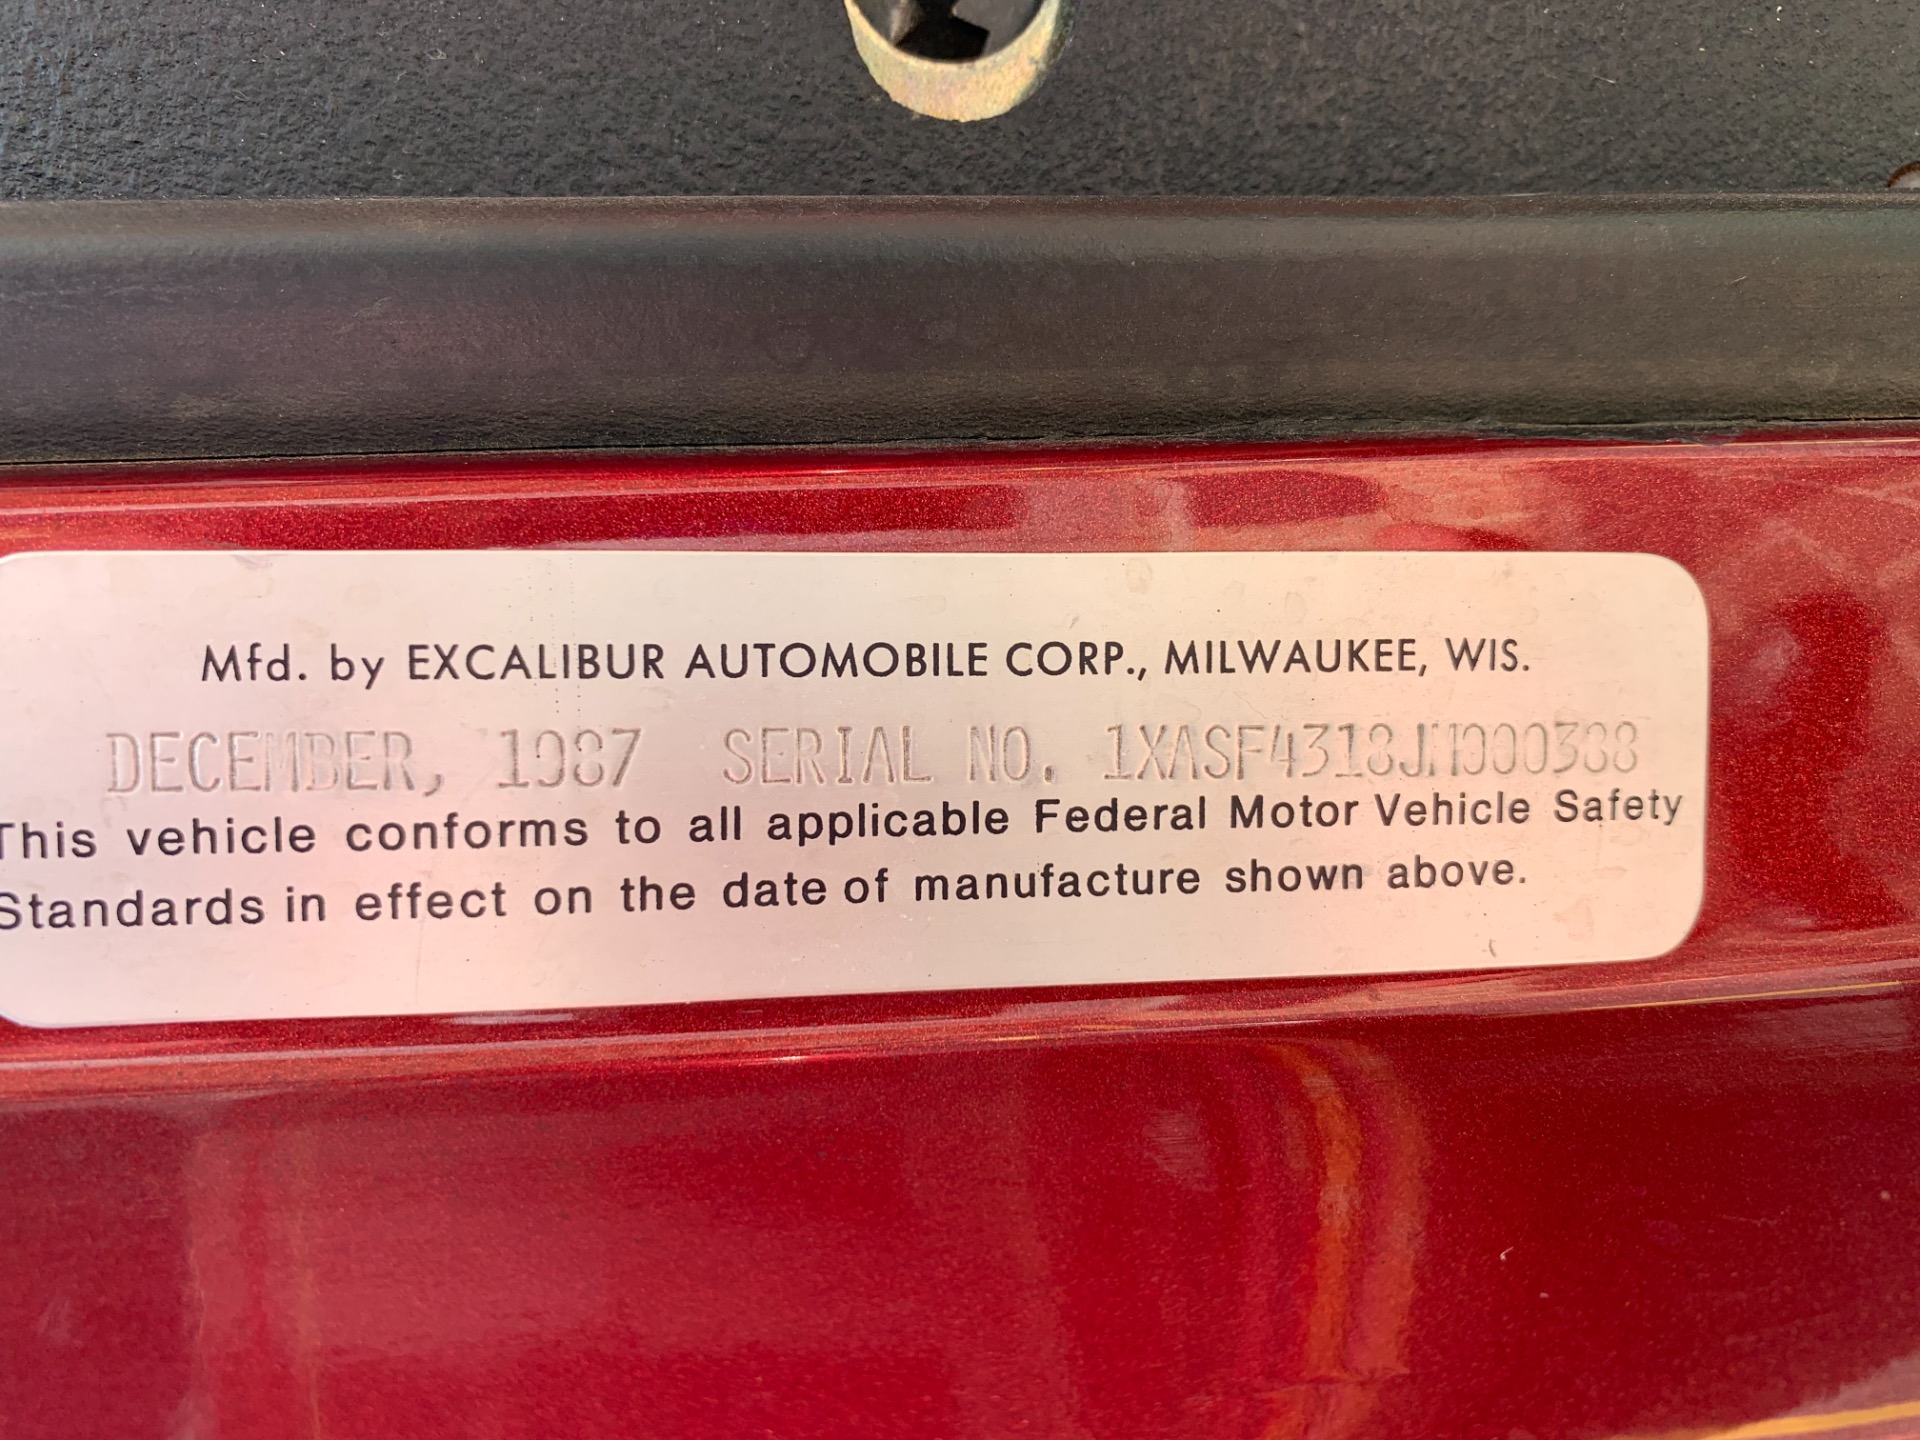 Mfd. by EXCALIBUR AUTOMOBILE CORP., MILWAUKEE, WIS.
DECEMBER, 1987 SERIAL NO. 1XASF4318JM000388
This vehicle conforms to all applicable Federal Motor Vehicle Safety
Standards in effect on the date of manufacture shown above.